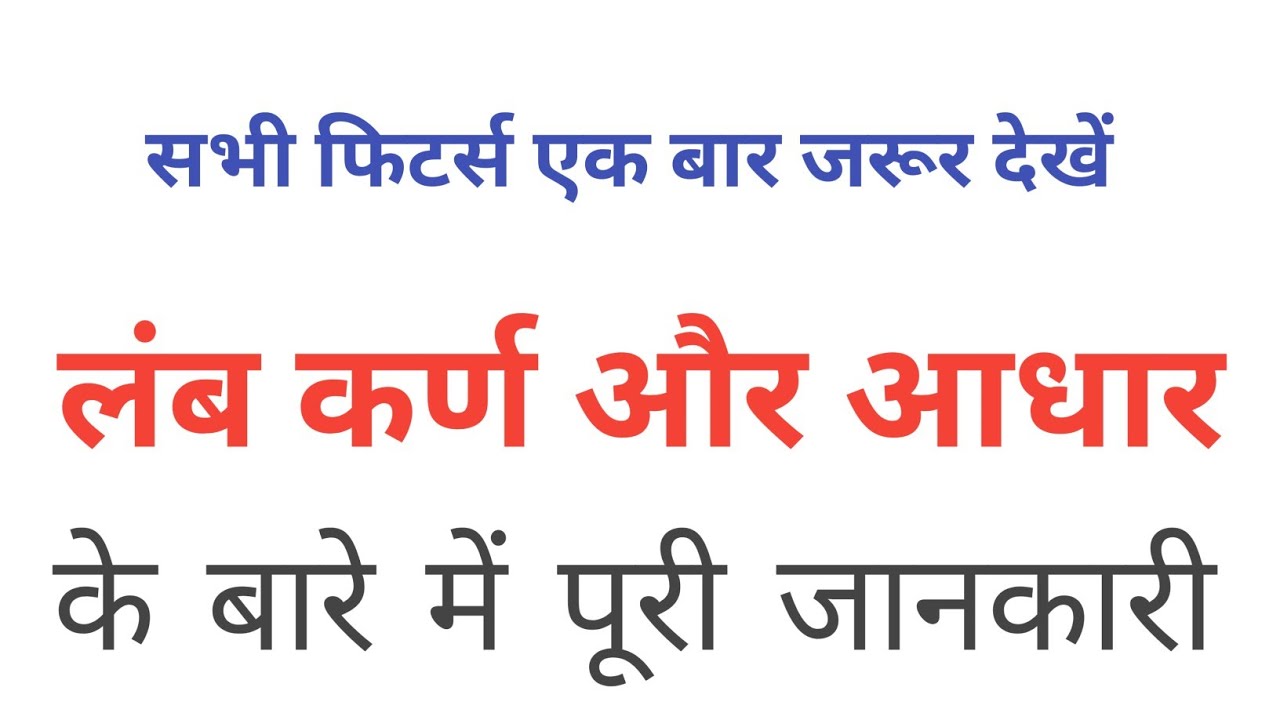 सभी फिटर्स एक बार जरूर देखें
लंब कर्ण और आधार
के बारे में पूरी जानकारी